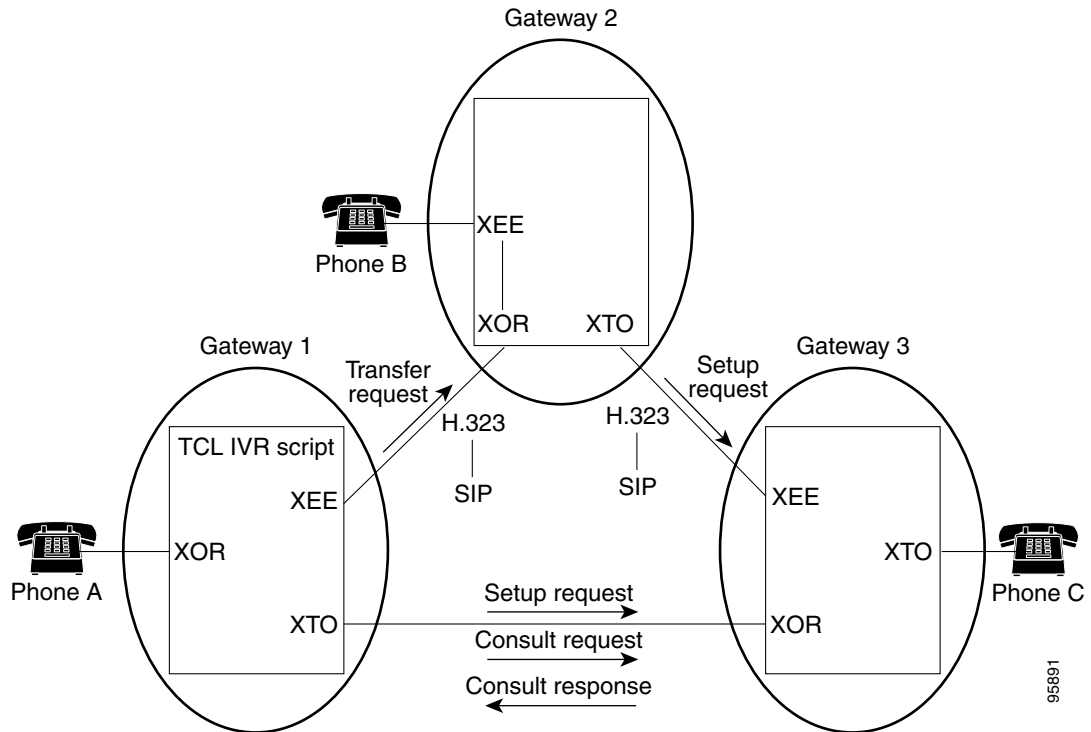 Gateway 2
XEE
Phone B
XOR
XTO
Gateway 1
Gateway 3
Transfer
request
Setup
request
H.323
H.323
SIP
SIP
TCL IVR script
XEE
XEE
XOR
XTO
Phone A
Phone C
Setup request
XTO
XOR
Consult request
Consult response
95891